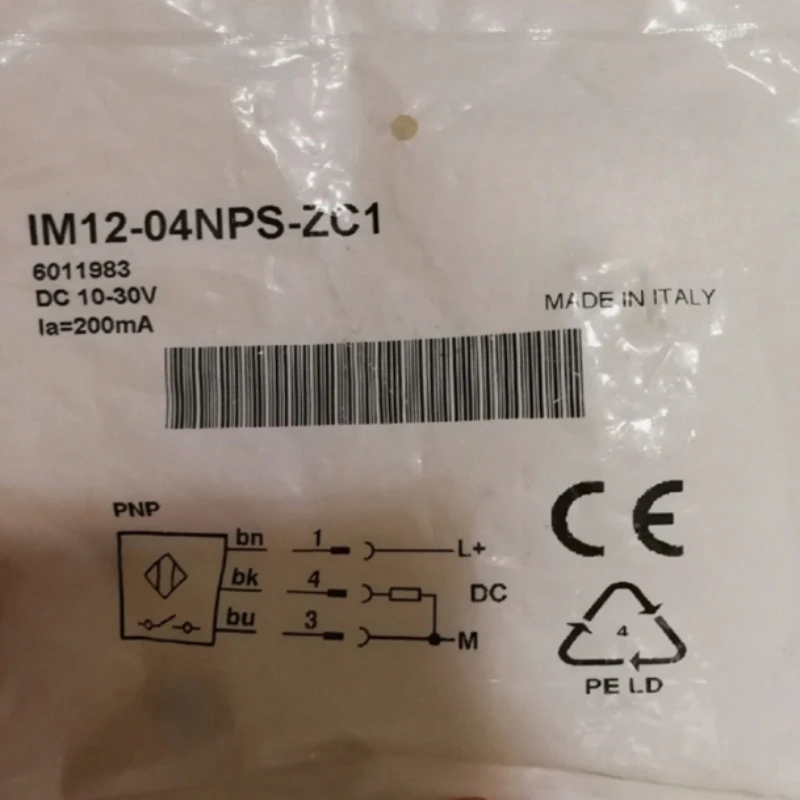 IM12-04NPS-ZC1
6011983
DC 10-30V
Ia=200mA
MADE IN ITALY
PNP
bn 1 L+
bk 4 DC
bu 3 M
CE
4
PE LD